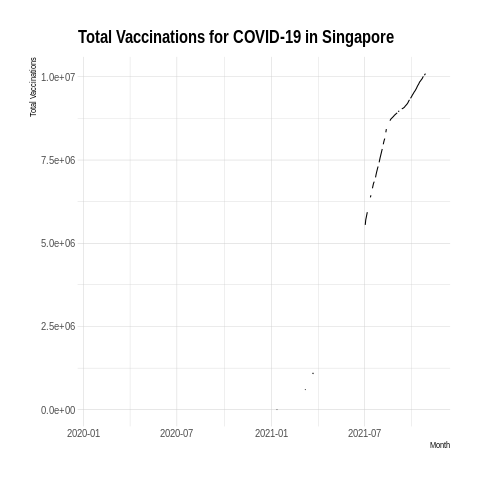 Total Vaccinations for COVID-19 in Singapore
Total Vaccinations
1.0e+07
7.5e+06
5.0e+06
2.5e+06
0.0e+00
2020-01
2020-07
2021-01
2021-07
Month